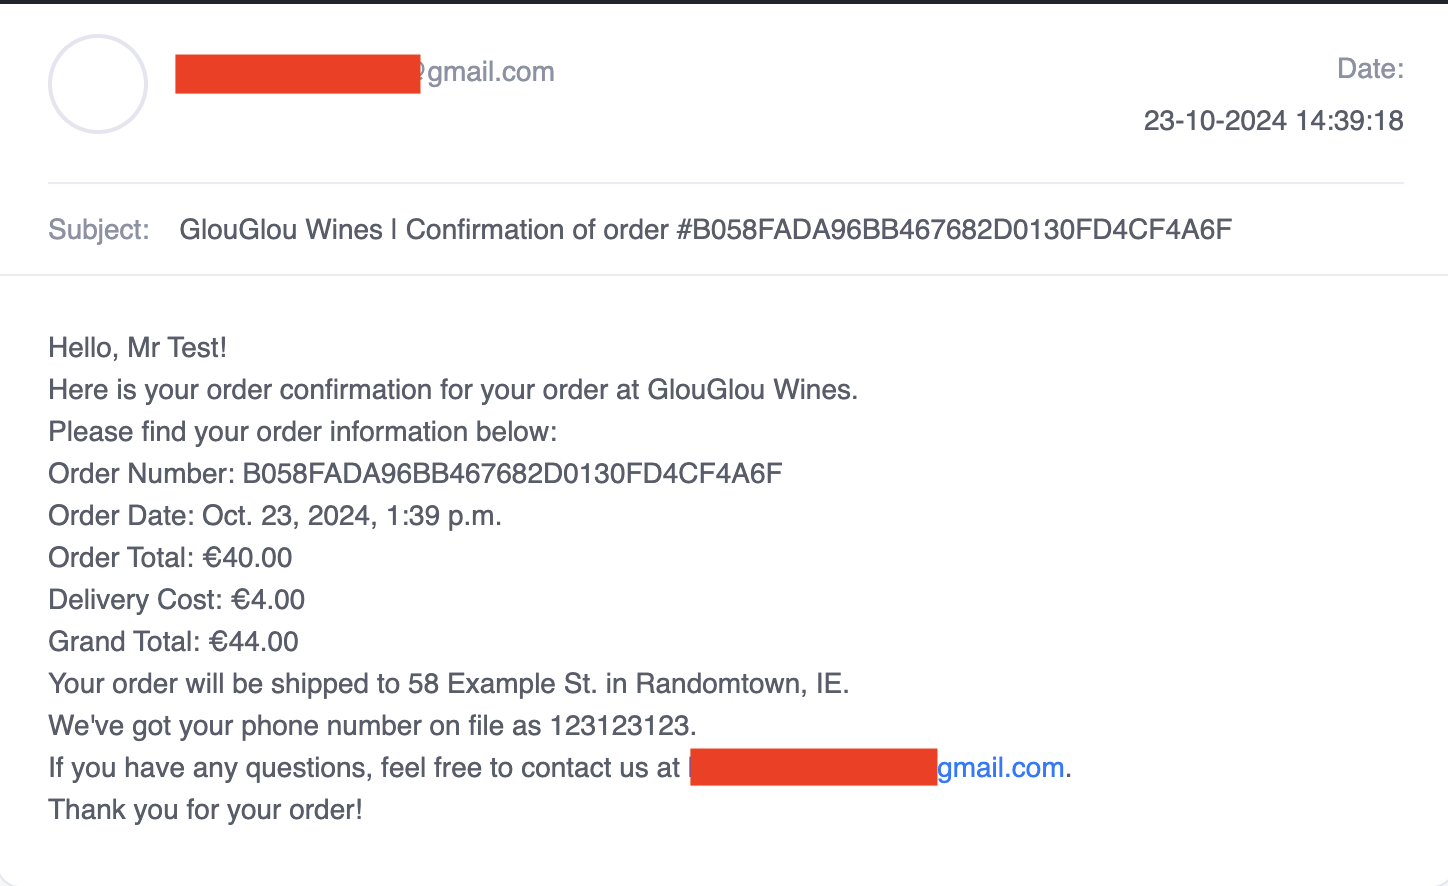 @gmail.com
Date:
23-10-2024 14:39:18
Subject: GlouGlou Wines | Confirmation of order #B058FADA96BB467682D0130FD4CF4A6F
Hello, Mr Test!
Here is your order confirmation for your order at GlouGlou Wines.
Please find your order information below:
Order Number: B058FADA96BB467682D0130FD4CF4A6F
Order Date: Oct. 23, 2024, 1:39 p.m.
Order Total: €40.00
Delivery Cost: €4.00
Grand Total: €44.00
Your order will be shipped to 58 Example St. in Randomtown, IE.
We've got your phone number on file as 123123123.
If you have any questions, feel free to contact us at gmail.com.
Thank you for your order!